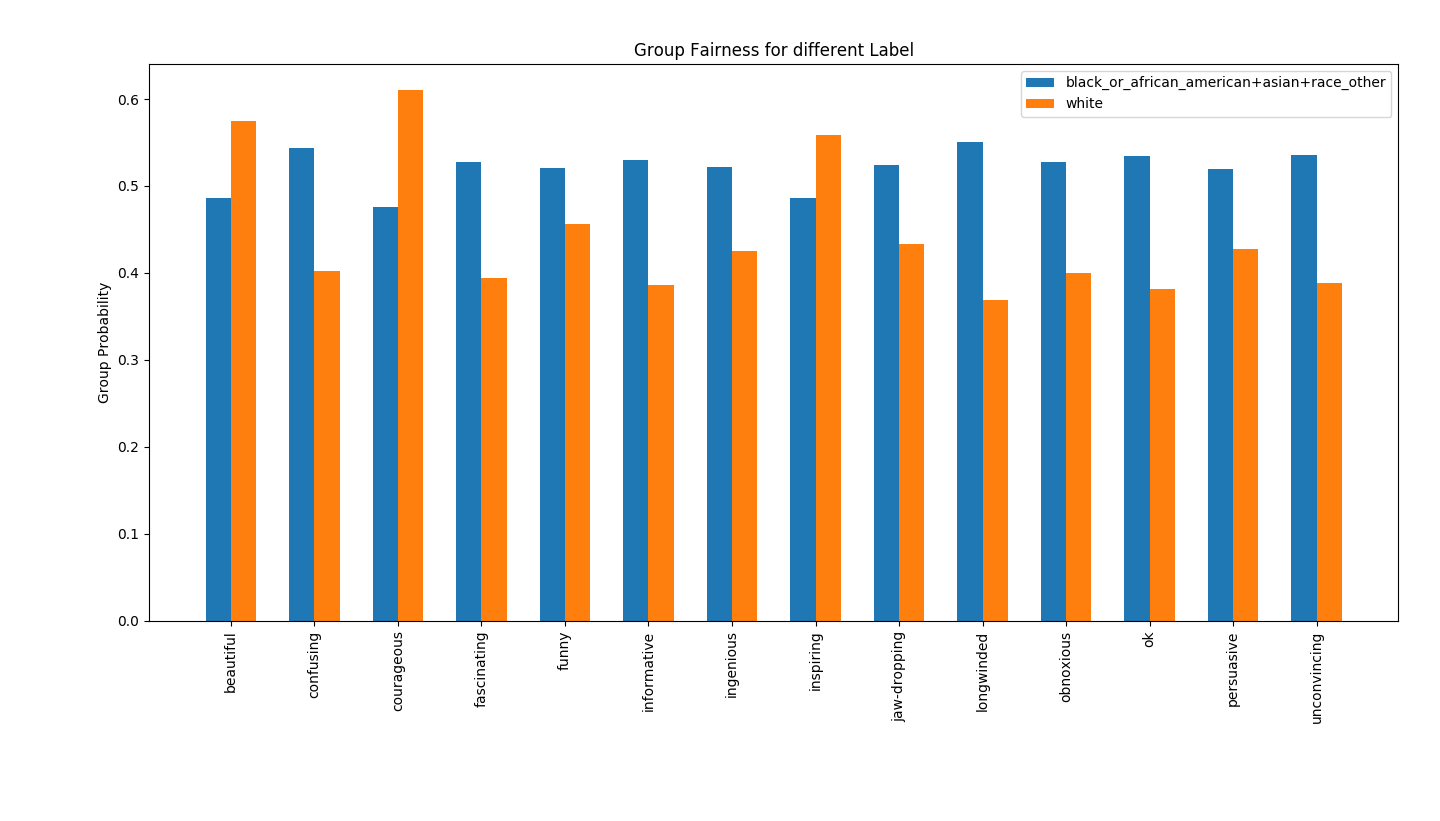 Group Fairness for different Label
black_or_african_american+asian+race_other
white
Group Probability
0.6
0.5
0.4
0.3
0.2
0.1
0.0
beautiful
confusing
courageous
fascinating
funny
informative
ingenious
inspiring
jaw-dropping
longwinded
obnoxious
ok
persuasive
unconvincing